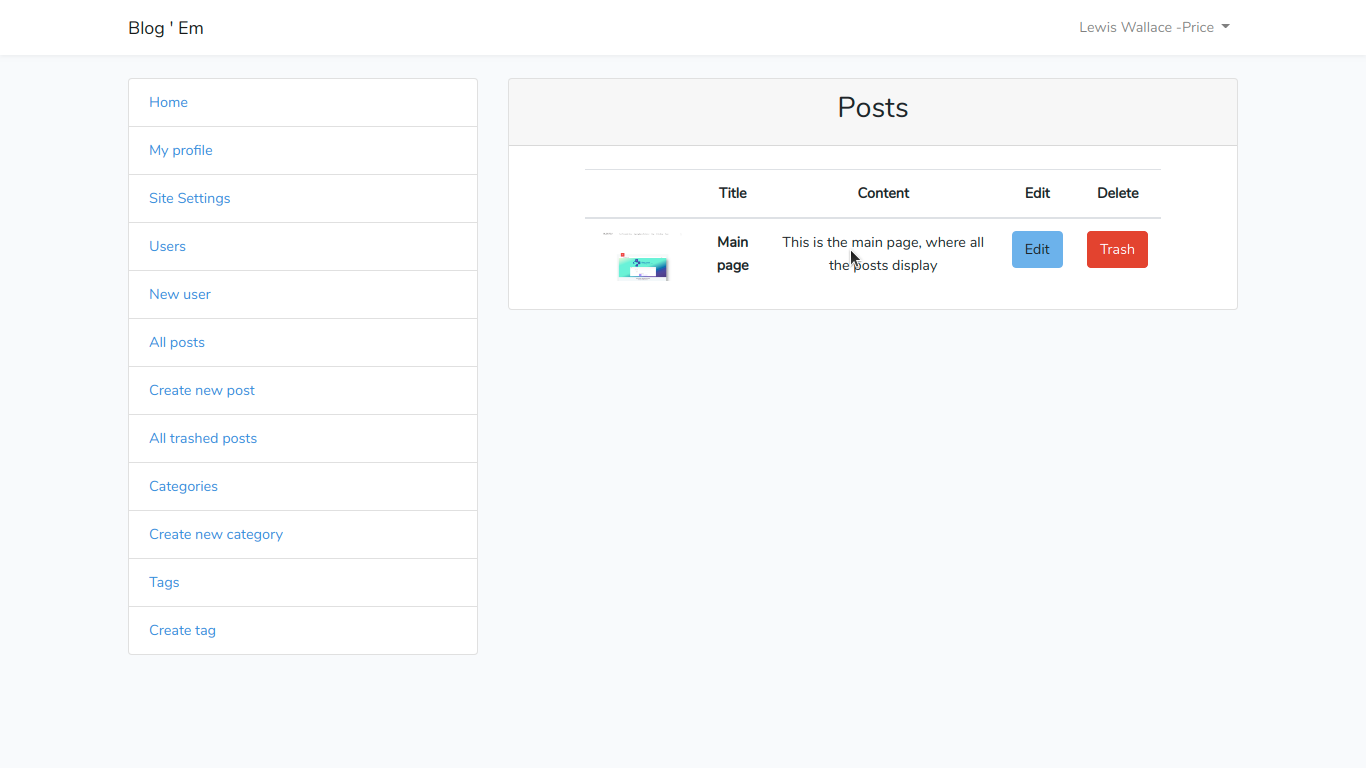 Blog ' Em
Lewis Wallace -Price
Home
My profile
Site Settings
Users
New user
All posts
Create new post
All trashed posts
Categories
Create new category
Tags
Create tag
Posts
Title Content Edit Delete
Main page
This is the main page, where all
the posts display
Edit
Trash